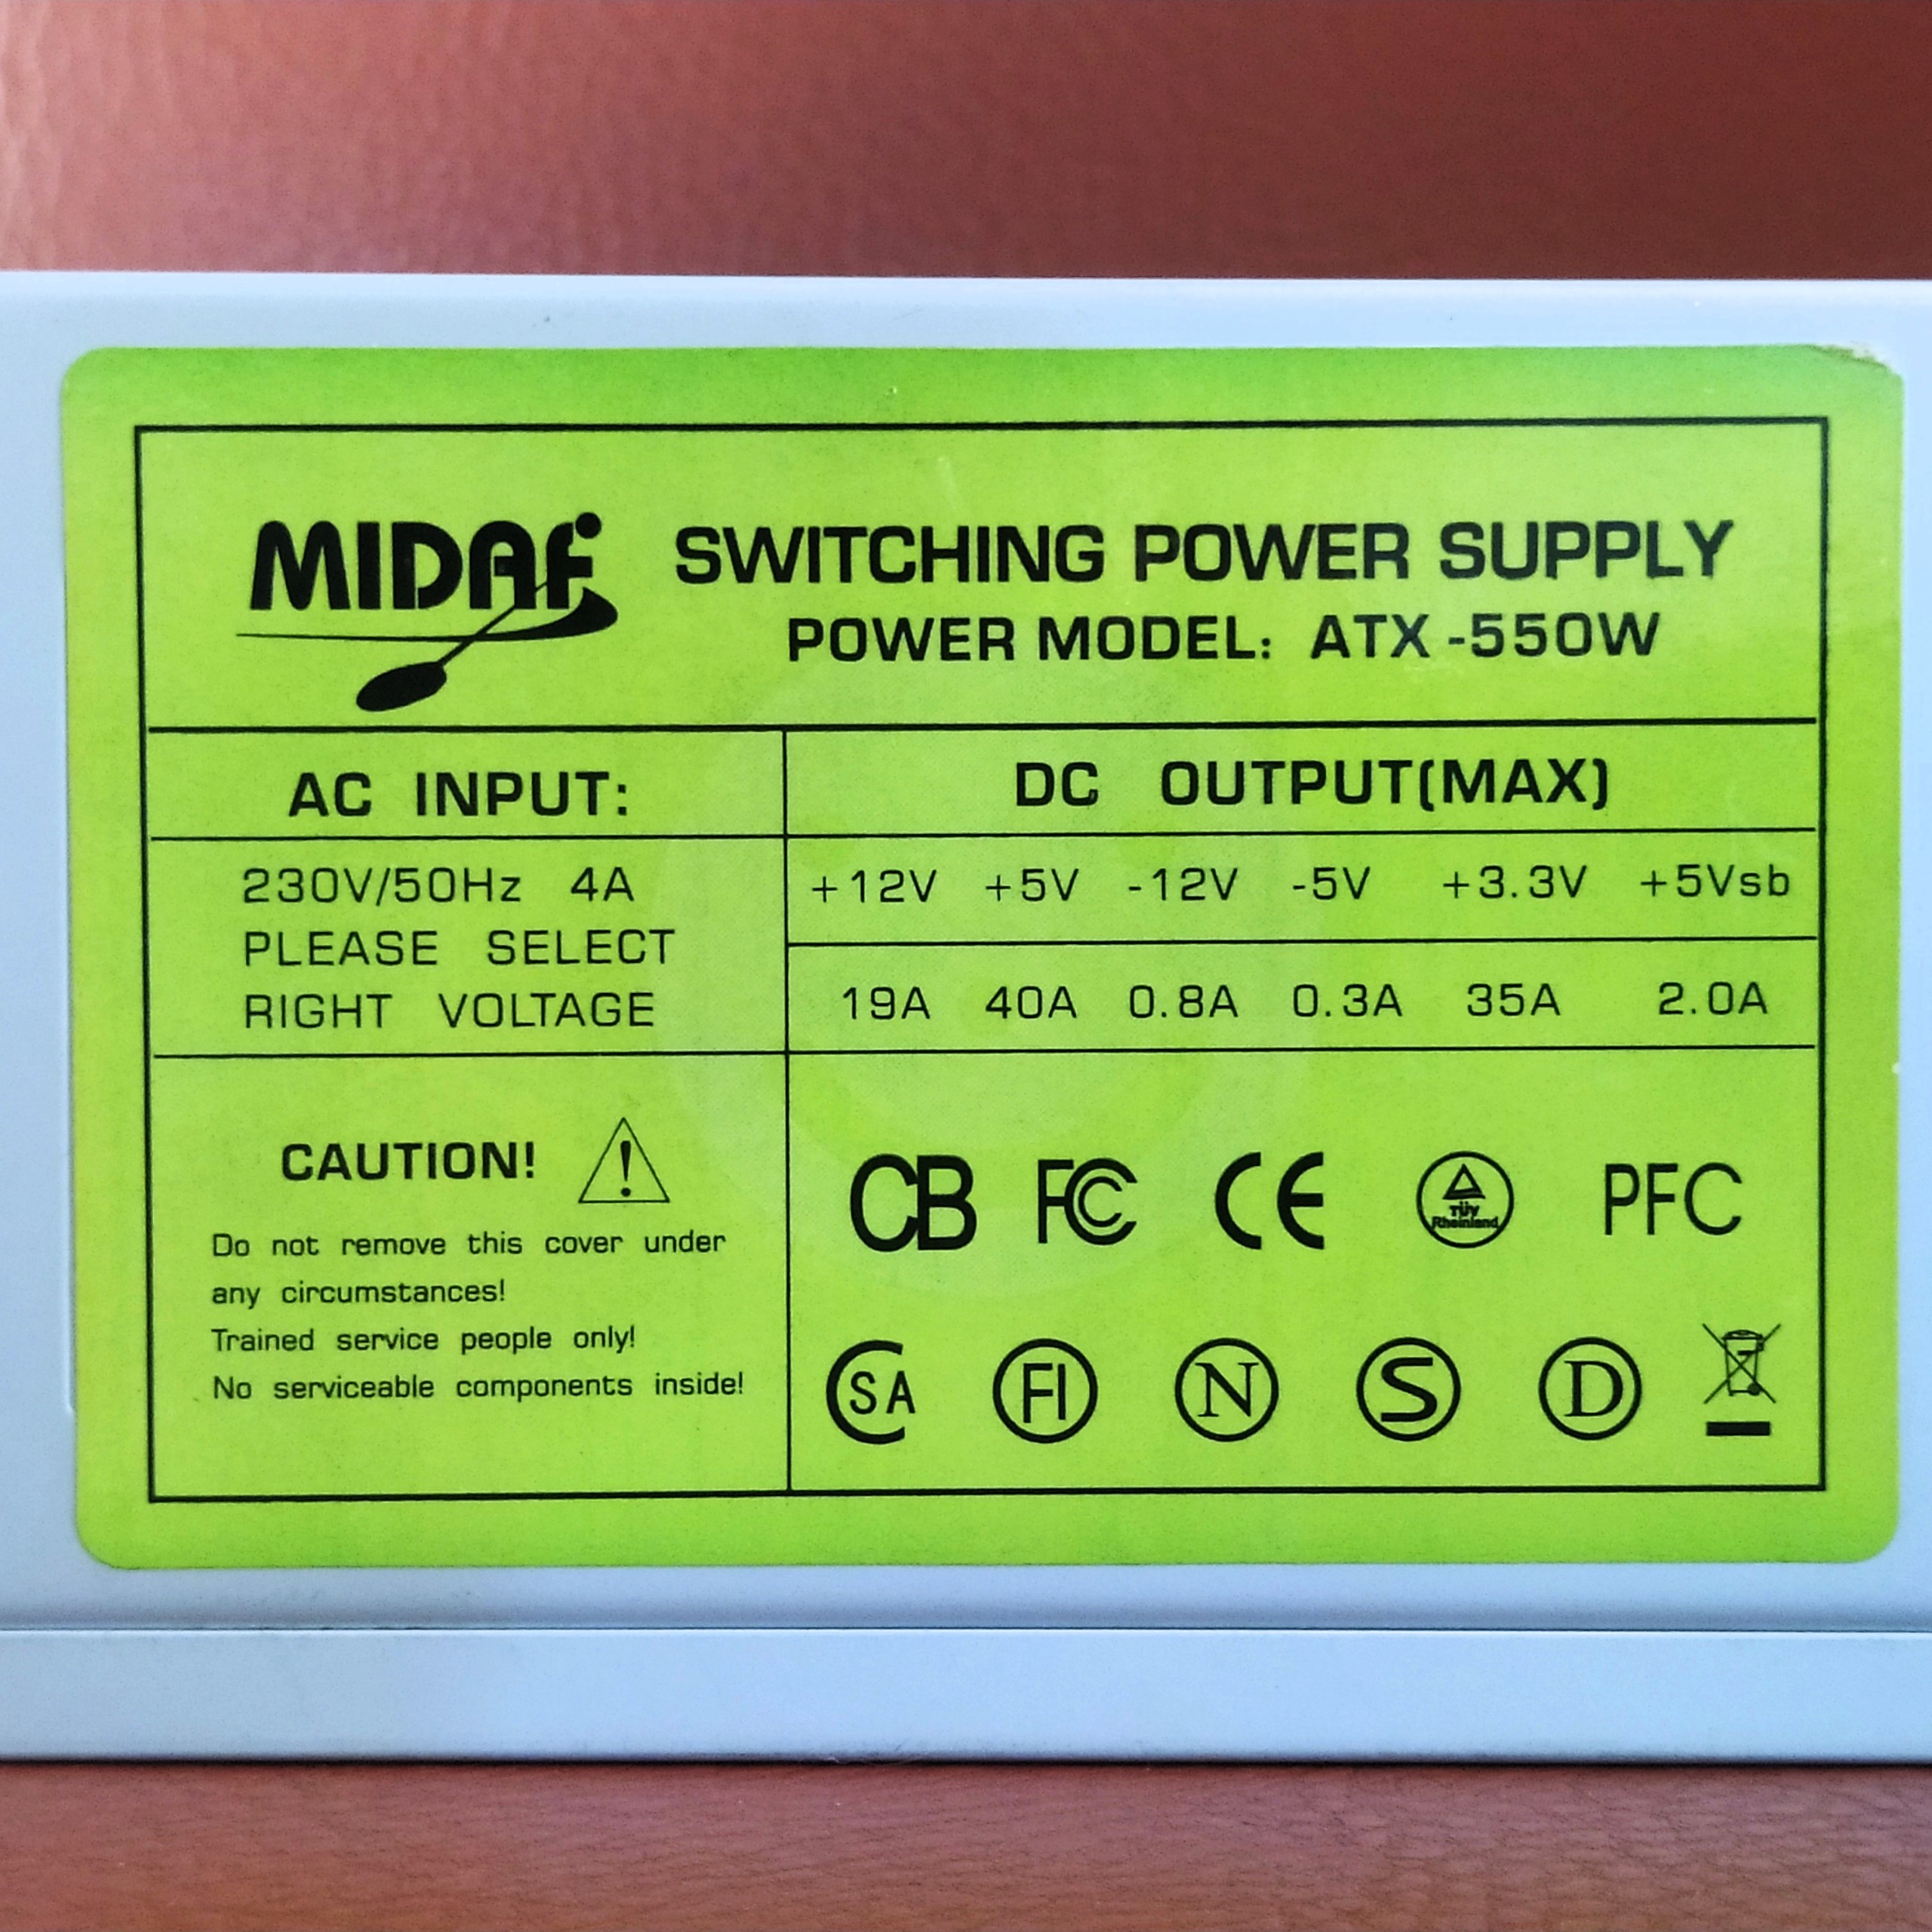 MIDAF
SWITCHING POWER SUPPLY
POWER MODEL: ATX -550W
AC INPUT:
230V/50Hz 4A
PLEASE SELECT
RIGHT VOLTAGE
DC OUTPUT(MAX)
+12V +5V -12V -5V +3.3V +5Vsb
19A 40A 0.8A 0.3A 35A 2.0A
CAUTION!
Do not remove this cover under
any circumstances!
Trained service people only!
No serviceable components inside!
CB FC CE TÜV Rheinland PFC
CSA FI N S D